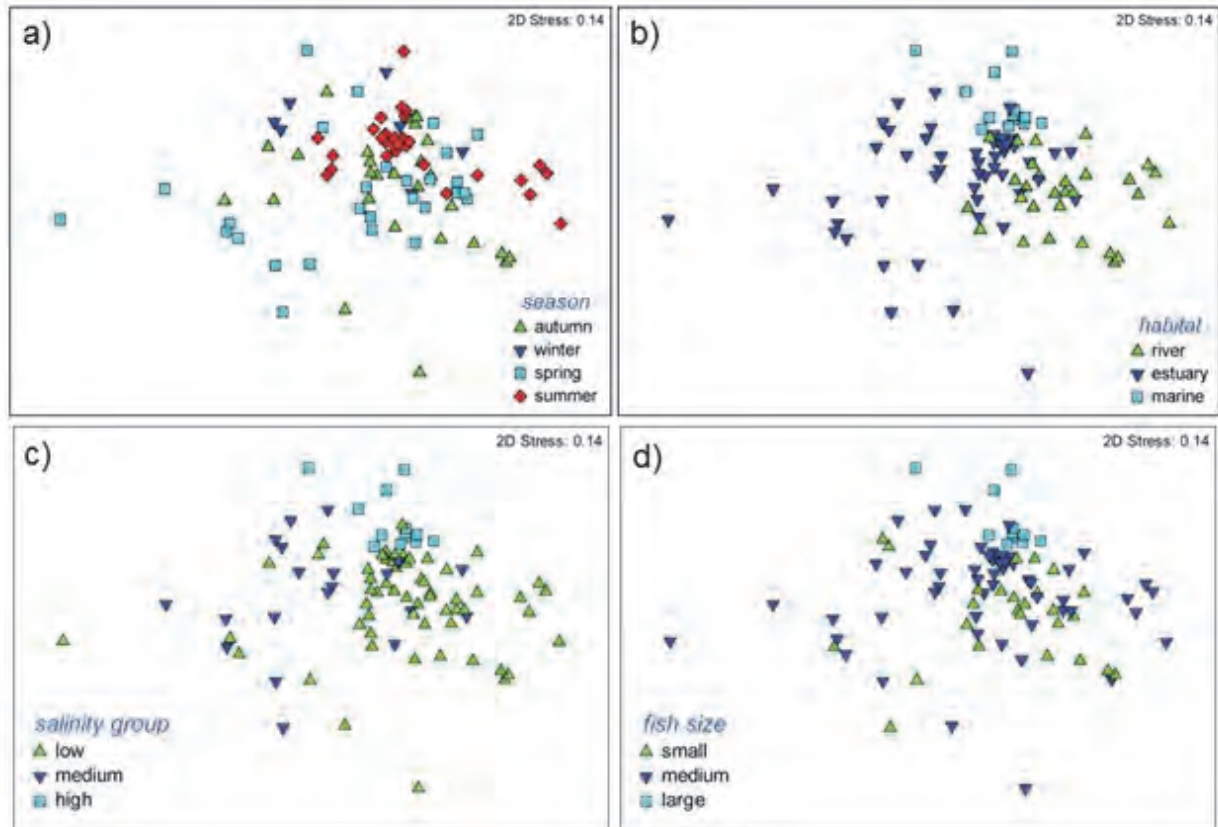 a)
2D Stress: 0.14
season
autumn
winter
spring
summer
b)
2D Stress: 0.14
habitat
river
estuary
marine
c)
2D Stress: 0.14
salinity group
low
medium
high
d)
2D Stress: 0.14
fish size
small
medium
large